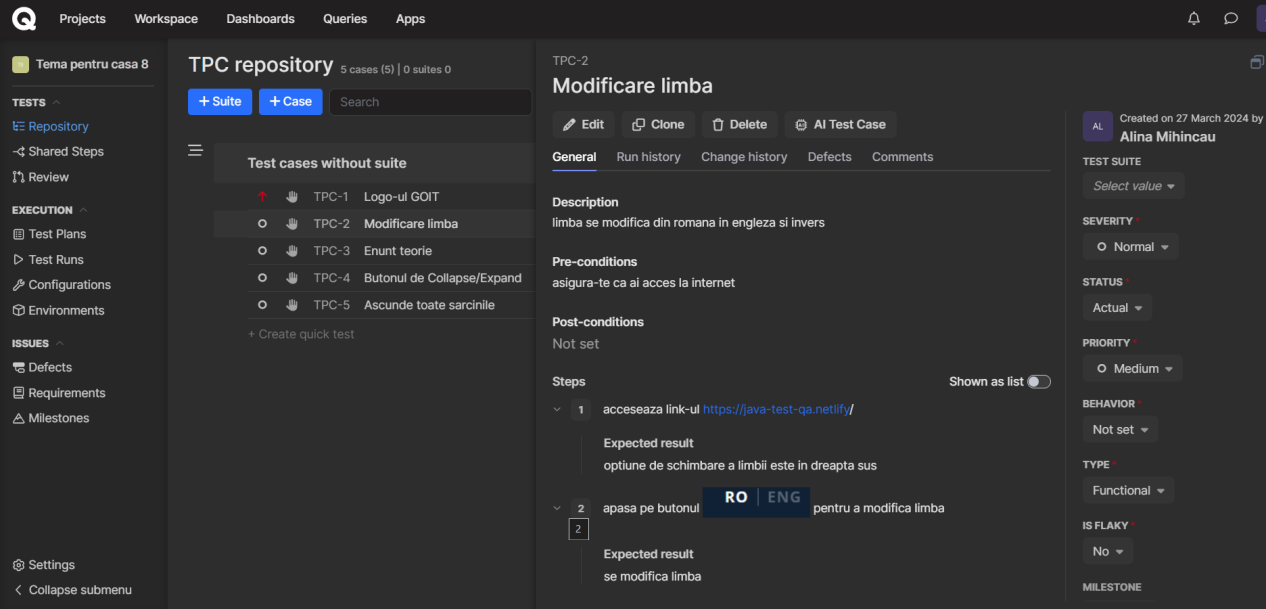 Projects Workspace Dashboards Queries Apps
Tema pentru casa 8
TESTS
Repository
Shared Steps
Review
EXECUTION
Test Plans
Test Runs
Configurations
Environments
ISSUES
Defects
Requirements
Milestones
Settings
Collapse submenu
TPC repository 5 cases (5) | 0 suites 0
+ Suite + Case Search
Test cases without suite
TPC-1 Logo-ul GOIT
TPC-2 Modificare limba
TPC-3 Enunt teorie
TPC-4 Butonul de Collapse/Expand
TPC-5 Ascunde toate sarcinile
+ Create quick test
TPC-2
Modificare limba
Edit Clone Delete AI Test Case
General Run history Change history Defects Comments
Description
limba se modifica din romana in engleza si invers
Pre-conditions
asigura-te ca ai acces la internet
Post-conditions
Not set
Steps Shown as list
1 acceseaza link-ul https://java-test-qa.netlify/
Expected result
optiune de schimbare a limbii este in dreapta sus
2 apasa pe butonul RO | ENG pentru a modifica limba
2
Expected result
se modifica limba
AL Created on 27 March 2024 by
Alina Mihincau
TEST SUITE
Select value
SEVERITY *
Normal
STATUS *
Actual
PRIORITY *
Medium
BEHAVIOR *
Not set
TYPE *
Functional
IS FLAKY *
No
MILESTONE